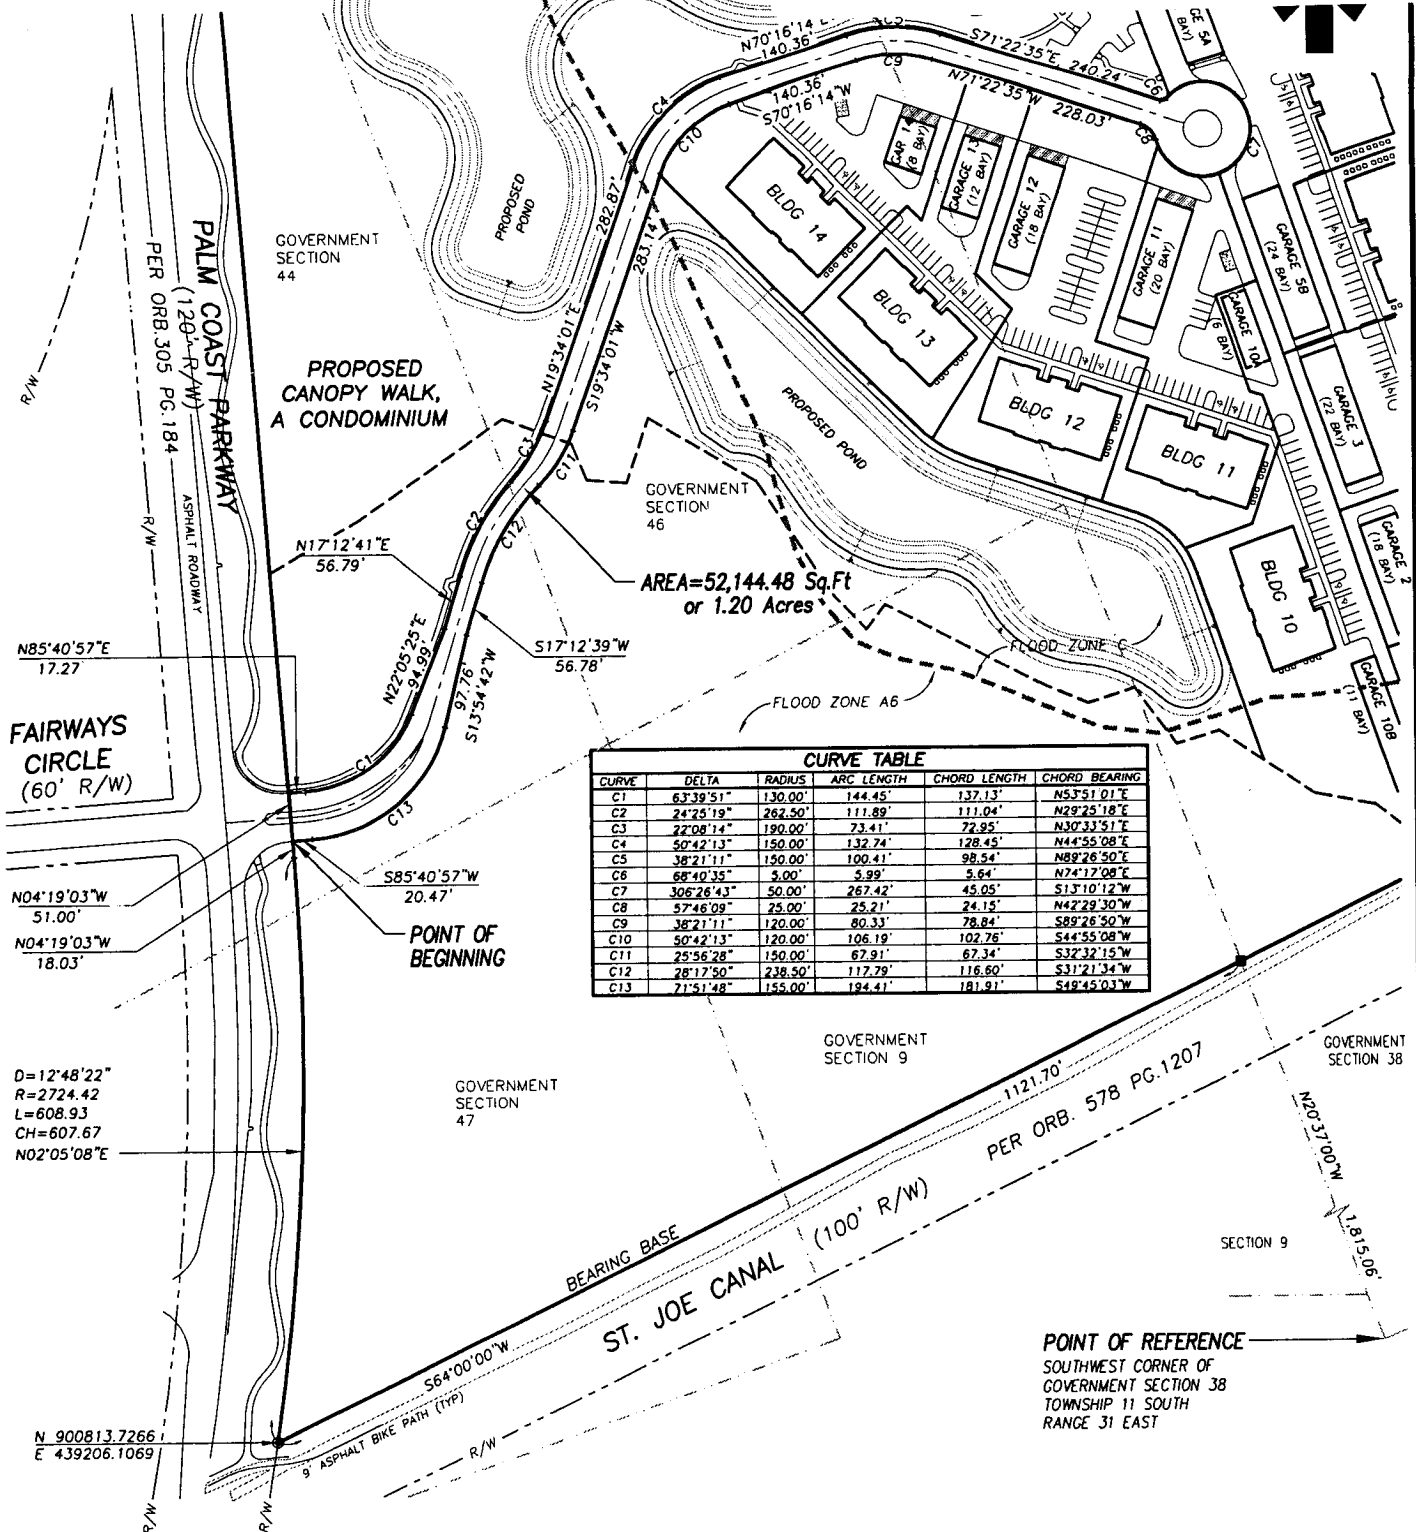 N70°16'14"E
140.36'
C5
S71°22'35"E, 240.24'
C6
GARAGE 5A
BAY)
C4
C9
N71°22'35"W
228.03'
140.36'
S70°16'14"W
C10
C8
C7
GAR 14
(8 BAY)
GARAGE 13
(12 BAY)
GARAGE 12
(18 BAY)
GARAGE 11
(20 BAY)
GARAGE 5B
(24 BAY)
GARAGE 10A
(6 BAY)
GARAGE 3
(22 BAY)
GARAGE 2
(18 BAY)
GARAGE 10B
(11 BAY)
BLDG 14
BLDG 13
BLDG 12
BLDG 11
BLDG 10
PROPOSED
POND
PROPOSED POND
R/W
PALM COAST PARKWAY
(120' R/W)
PER ORB.305 PG.184
ASPHALT ROADWAY
R/W
GOVERNMENT
SECTION
44
PROPOSED
CANOPY WALK,
A CONDOMINIUM
282.87'
N19°34'01"E
283.14'
S19°34'01"W
C3
C11
C2
C12
GOVERNMENT
SECTION
46
N17°12'41"E
56.79'
AREA=52,144.48 Sq.Ft
or 1.20 Acres
S17°12'39"W
56.78'
N22°05'25"E
94.99'
97.76'
S13°54'42"W
FLOOD ZONE C
FLOOD ZONE A6
N85°40'57"E
17.27'
FAIRWAYS
CIRCLE
(60' R/W)
C1
C13
N04°19'03"W
51.00'
N04°19'03"W
18.03'
S85°40'57"W
20.47'
POINT OF
BEGINNING
CURVE TABLE
CURVE DELTA RADIUS ARC LENGTH CHORD LENGTH CHORD BEARING
C1 63°39'51" 130.00' 144.45' 137.13' N53°51'01"E
C2 24°25'19" 262.50' 111.89' 111.04' N29°25'18"E
C3 22°08'14" 190.00' 73.41' 72.95' N30°33'51"E
C4 50°42'13" 150.00' 132.74' 128.45' N44°55'08"E
C5 38°21'11" 150.00' 100.41' 98.54' N89°26'50"E
C6 68°40'35" 5.00' 5.99' 5.64' N74°17'08"E
C7 306°26'43" 50.00' 267.42' 45.05' S13°10'12"W
C8 57°46'09" 25.00' 25.21' 24.15' N42°29'30"W
C9 38°21'11" 120.00' 80.33' 78.84' S89°26'50"W
C10 50°42'13" 120.00' 106.19' 102.76' S44°55'08"W
C11 25°56'28" 150.00' 67.91' 67.34' S32°32'15"W
C12 28°17'50" 238.50' 117.79' 116.60' S31°21'34"W
C13 71°51'48" 155.00' 194.41' 181.91' S49°45'03"W
GOVERNMENT
SECTION 9
GOVERNMENT
SECTION 38
D=12°48'22"
R=2724.42
L=608.93
CH=607.67
N02°05'08"E
GOVERNMENT
SECTION
47
1121.70'
PER ORB. 578 PG.1207
N20°37'00"W
1,815.06'
BEARING BASE
ST. JOE CANAL (100' R/W)
S64°00'00"W
SECTION 9
POINT OF REFERENCE
SOUTHWEST CORNER OF
GOVERNMENT SECTION 38
TOWNSHIP 11 SOUTH
RANGE 31 EAST
N 900813.7266
E 439206.1069
9' ASPHALT BIKE PATH (TYP)
R/W
R/W
R/W